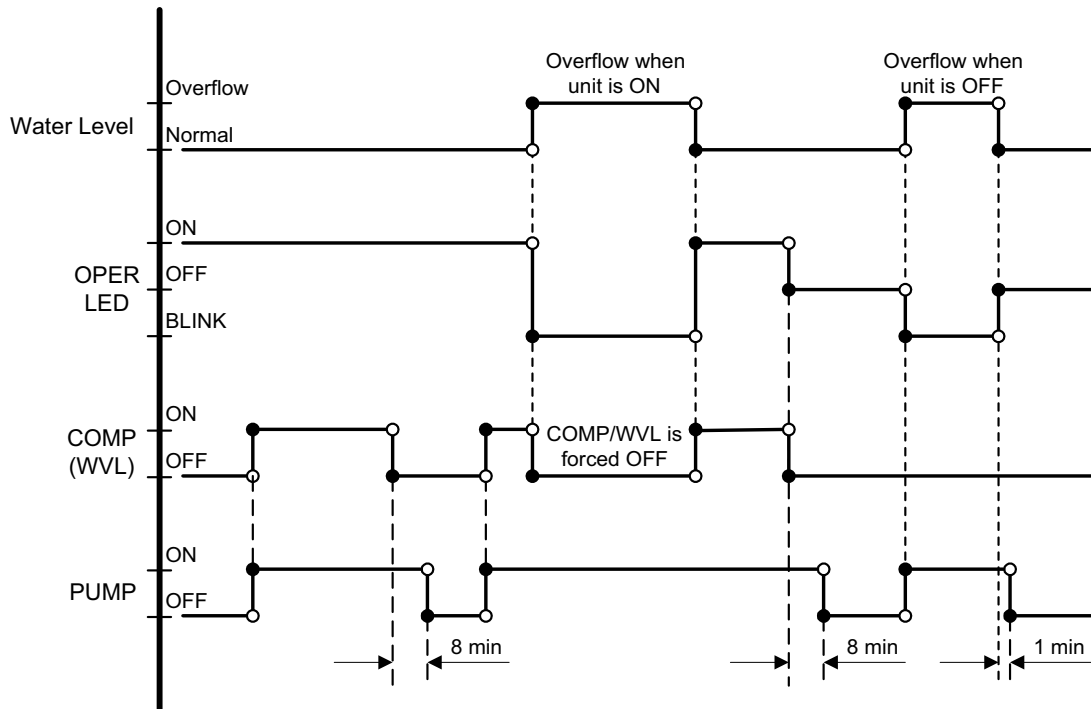 Overflow when
unit is ON
Overflow when
unit is OFF
Water Level
Overflow
Normal
OPER
LED
ON
OFF
BLINK
COMP
(WVL)
ON
OFF
COMP/WVL is
forced OFF
PUMP
ON
OFF
8 min
8 min
1 min